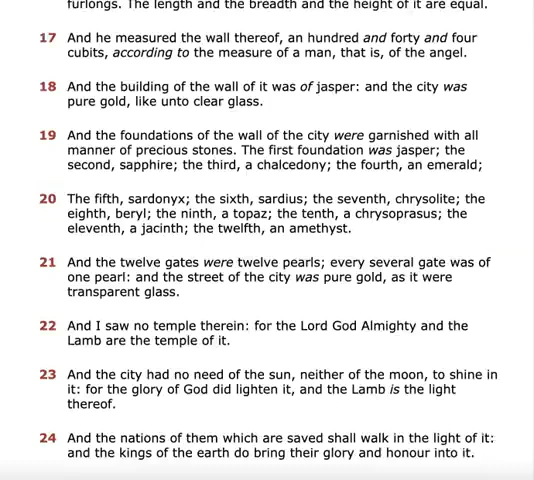 furlongs. The length and the breadth and the height of it are equal.
17 And he measured the wall thereof, an hundred and forty and four
cubits, according to the measure of a man, that is, of the angel.
18 And the building of the wall of it was of jasper: and the city was
pure gold, like unto clear glass.
19 And the foundations of the wall of the city were garnished with all
manner of precious stones. The first foundation was jasper; the
second, sapphire; the third, a chalcedony; the fourth, an emerald;
20 The fifth, sardonyx; the sixth, sardius; the seventh, chrysolite; the
eighth, beryl; the ninth, a topaz; the tenth, a chrysoprasus; the
eleventh, a jacinth; the twelfth, an amethyst.
21 And the twelve gates were twelve pearls; every several gate was of
one pearl: and the street of the city was pure gold, as it were
transparent glass.
22 And I saw no temple therein: for the Lord God Almighty and the
Lamb are the temple of it.
23 And the city had no need of the sun, neither of the moon, to shine in
it: for the glory of God did lighten it, and the Lamb is the light
thereof.
24 And the nations of them which are saved shall walk in the light of it:
and the kings of the earth do bring their glory and honour into it.